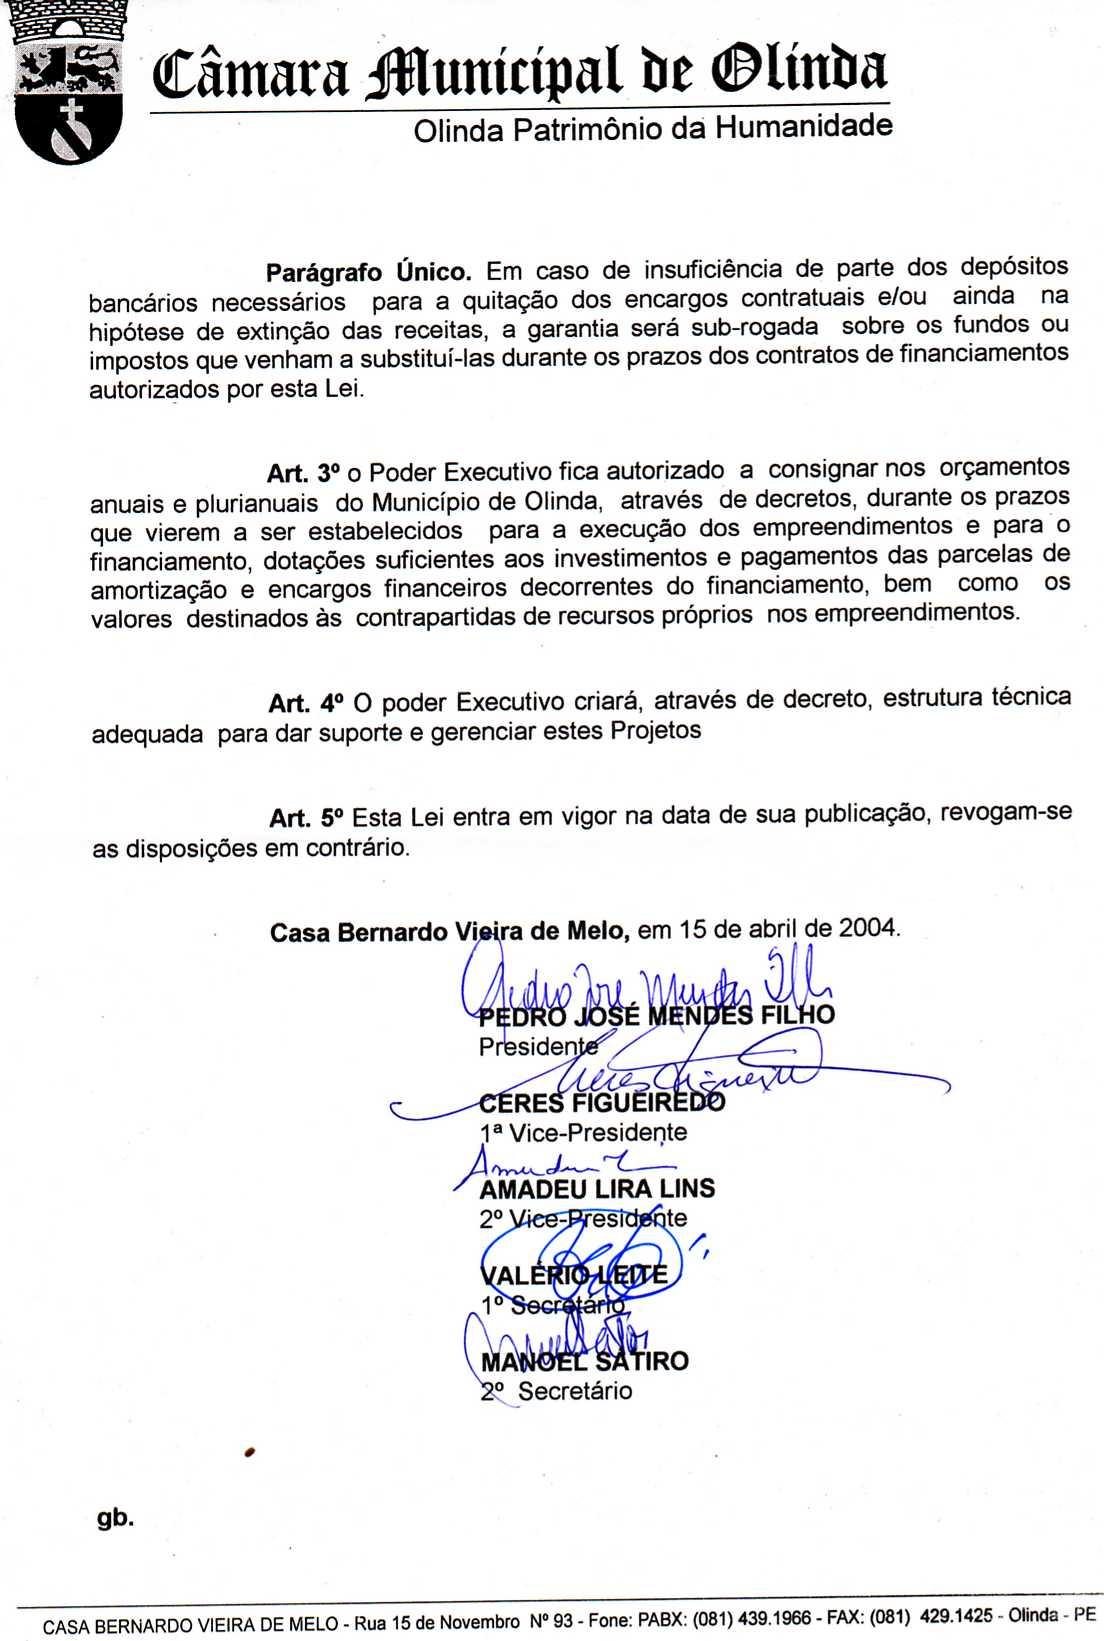 Câmara Municipal de Olinda
Olinda Patrimônio da Humanidade
Parágrafo Único. Em caso de insuficiência de parte dos depósitos
bancários necessários para a quitação dos encargos contratuais e/ou ainda na
hipótese de extinção das receitas, a garantia será sub-rogada sobre os fundos ou
impostos que venham a substituí-las durante os prazos dos contratos de financiamentos
autorizados por esta Lei.
Art. 3º o Poder Executivo fica autorizado a consignar nos orçamentos
anuais e plurianuais do Município de Olinda, através de decretos, durante os prazos
que vierem a ser estabelecidos para a execução dos empreendimentos e para o
financiamento, dotações suficientes aos investimentos e pagamentos das parcelas de
amortização e encargos financeiros decorrentes do financiamento, bem como os
valores destinados às contrapartidas de recursos próprios nos empreendimentos.
Art. 4º O poder Executivo criará, através de decreto, estrutura técnica
adequada para dar suporte e gerenciar estes Projetos
Art. 5º Esta Lei entra em vigor na data de sua publicação, revogam-se
as disposições em contrário.
Casa Bernardo Vieira de Melo, em 15 de abril de 2004.
Pedro José Mendes Filho
PEDRO JOSÉ MENDES FILHO
Presidente
Ceres Figueiredo
CERES FIGUEIREDO
1ª Vice-Presidente
AMADEU LIRA LINS
2º Vice-Presidente
VALÉRIO LEITE
1º Secretário
MANOEL SÁTIRO
2º Secretário
gb.
CASA BERNARDO VIEIRA DE MELO - Rua 15 de Novembro Nº 93 - Fone: PABX: (081) 439.1966 - FAX: (081) 429.1425 - Olinda - PE